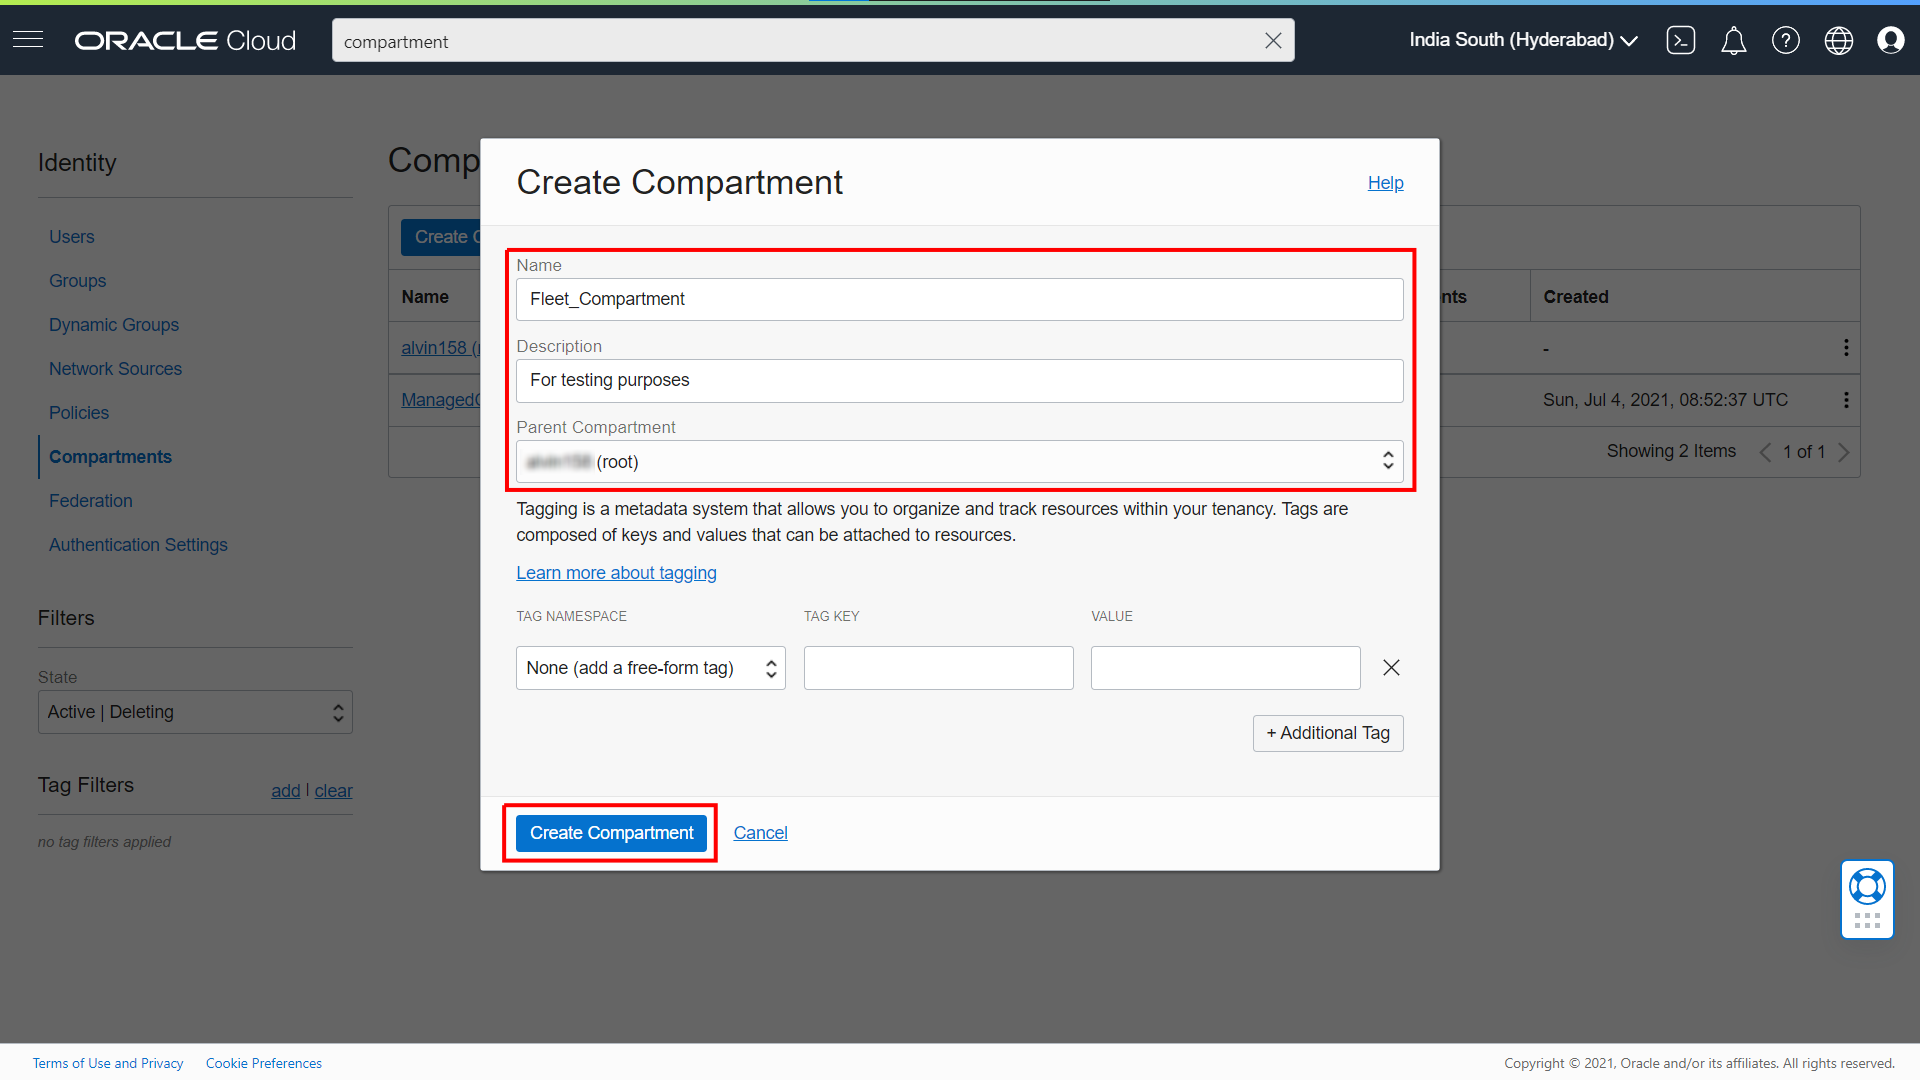 ORACLE Cloud
compartment
India South (Hyderabad)
Identity
Users
Groups
Dynamic Groups
Network Sources
Policies
Compartments
Federation
Authentication Settings
Filters
State
Active | Deleting
Tag Filters
add | clear
no tag filters applied
Comp
Create C
Name
nts
Created
alvin158 (
-
ManagedC
Sun, Jul 4, 2021, 08:52:37 UTC
Showing 2 Items
1 of 1
Create Compartment
Help
Name
Fleet_Compartment
Description
For testing purposes
Parent Compartment
(root)
Tagging is a metadata system that allows you to organize and track resources within your tenancy. Tags are
composed of keys and values that can be attached to resources.
Learn more about tagging
TAG NAMESPACE
TAG KEY
VALUE
None (add a free-form tag)
+ Additional Tag
Create Compartment
Cancel
Terms of Use and Privacy
Cookie Preferences
Copyright © 2021, Oracle and/or its affiliates. All rights reserved.